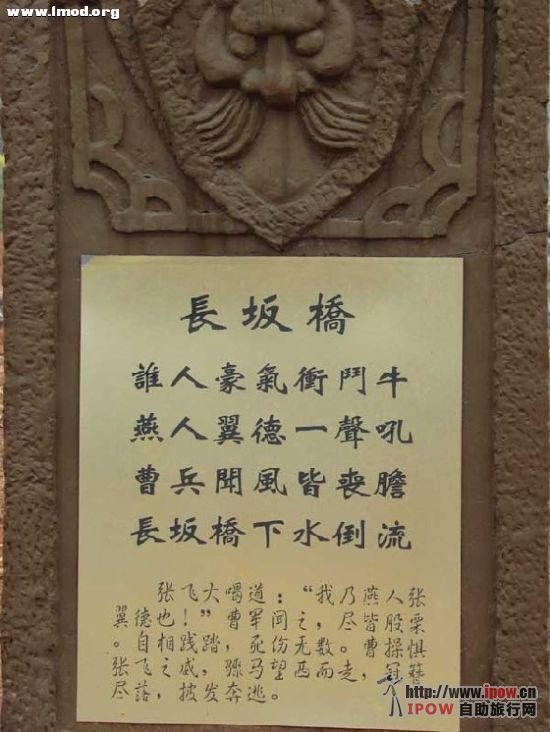 www.lmod.org
長坂橋
誰人豪氣衝鬥牛
燕人翼德一聲吼
曹兵聞風皆喪膽
長坂橋下水倒流
张飞大喝道：“我乃燕人张
翼德也！”曹军闻之，尽皆股栗
。自相践踏，死伤无数。曹操惧
张飞之威，骤马望西而走，冠簪
尽落，披发奔逃。
http://www.ipow.cn
IPOW 自助旅行网